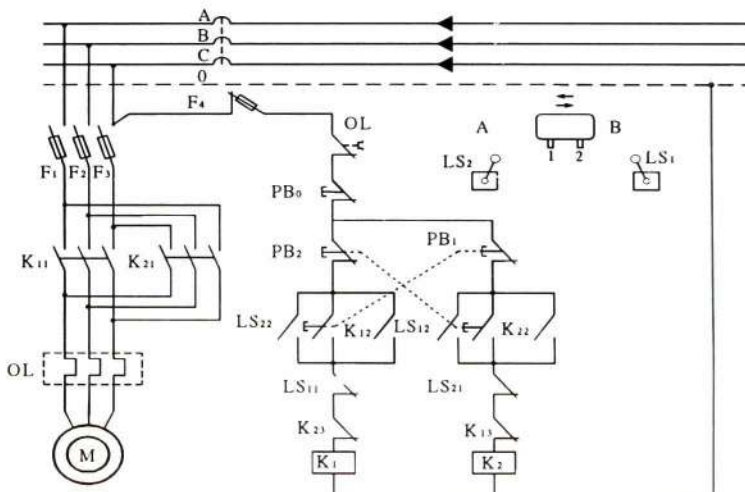 A
B
C
0
F4
OL
A
B
1 2
LS2
LS1
F1
F2
F3
PB0
PB2
PB1
K11
K21
LS22
K12
LS12
K22
OL
LS11
LS21
K23
K13
M
K1
K2